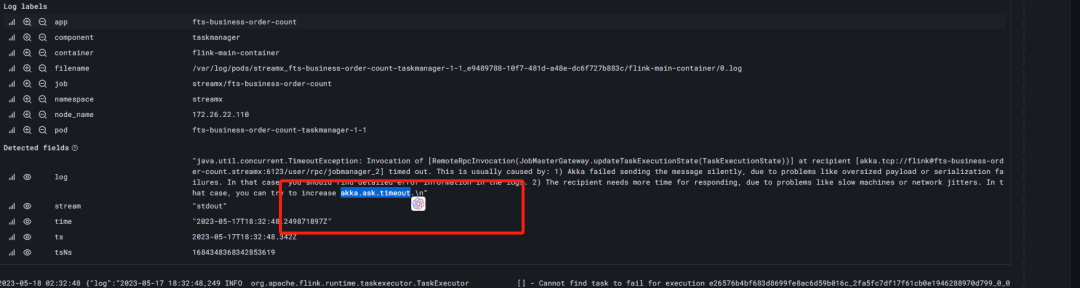 Log labels
app fts-business-order-count
component taskmanager
container flink-main-container
filename /var/log/pods/streamx_fts-business-order-count-taskmanager-1-1_e9489788-10f7-481d-a48e-dc6f727b883c/flink-main-container/0.log
job streamx/fts-business-order-count
namespace streamx
node_name 172.26.22.110
pod fts-business-order-count-taskmanager-1-1
Detected fields
"java.util.concurrent.TimeoutException: Invocation of [RemoteRpcInvocation(JobMasterGateway.updateTaskExecutionState(TaskExecutionState))] at recipient [akka.tcp://flink@fts-business-ord
er-count.streamx:6123/user/rpc/jobmanager_2] timed out. This is usually caused by: 1) Akka failed sending the message silently, due to problems like oversized payload or serialization fa
log ilures. In that case, you should find detailed error information in the logs. 2) The recipient needs more time for responding, due to problems like slow machines or network jitters. In t
hat case, you can try to increase akka.ask.timeout.\n"
stream "stdout"
time "2023-05-17T18:32:48.249871897Z"
ts 2023-05-17T18:32:48.342Z
tsNs 1684348368342853619
2023-05-18 02:32:48 {"log":"2023-05-17 18:32:48,249 INFO org.apache.flink.runtime.taskexecutor.TaskExecutor [] - Cannot find task to fail for execution e26576b4bf683d8699fe8ac6d59b016c_2fa5fc7df17f61cb0e1946288970d799_0_0